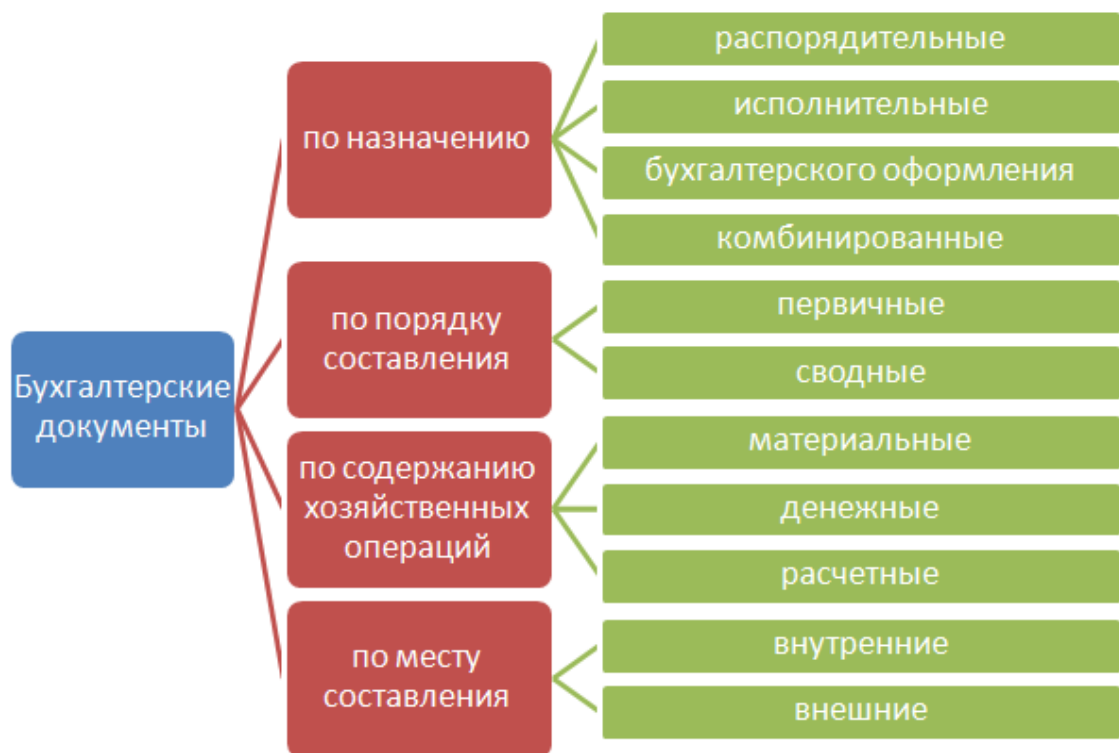 Бухгалтерские
документы
по назначению
распорядительные
исполнительные
бухгалтерского оформления
комбинированные
по порядку
составления
первичные
сводные
по содержанию
хозяйственных
операций
материальные
денежные
расчетные
по месту
составления
внутренние
внешние